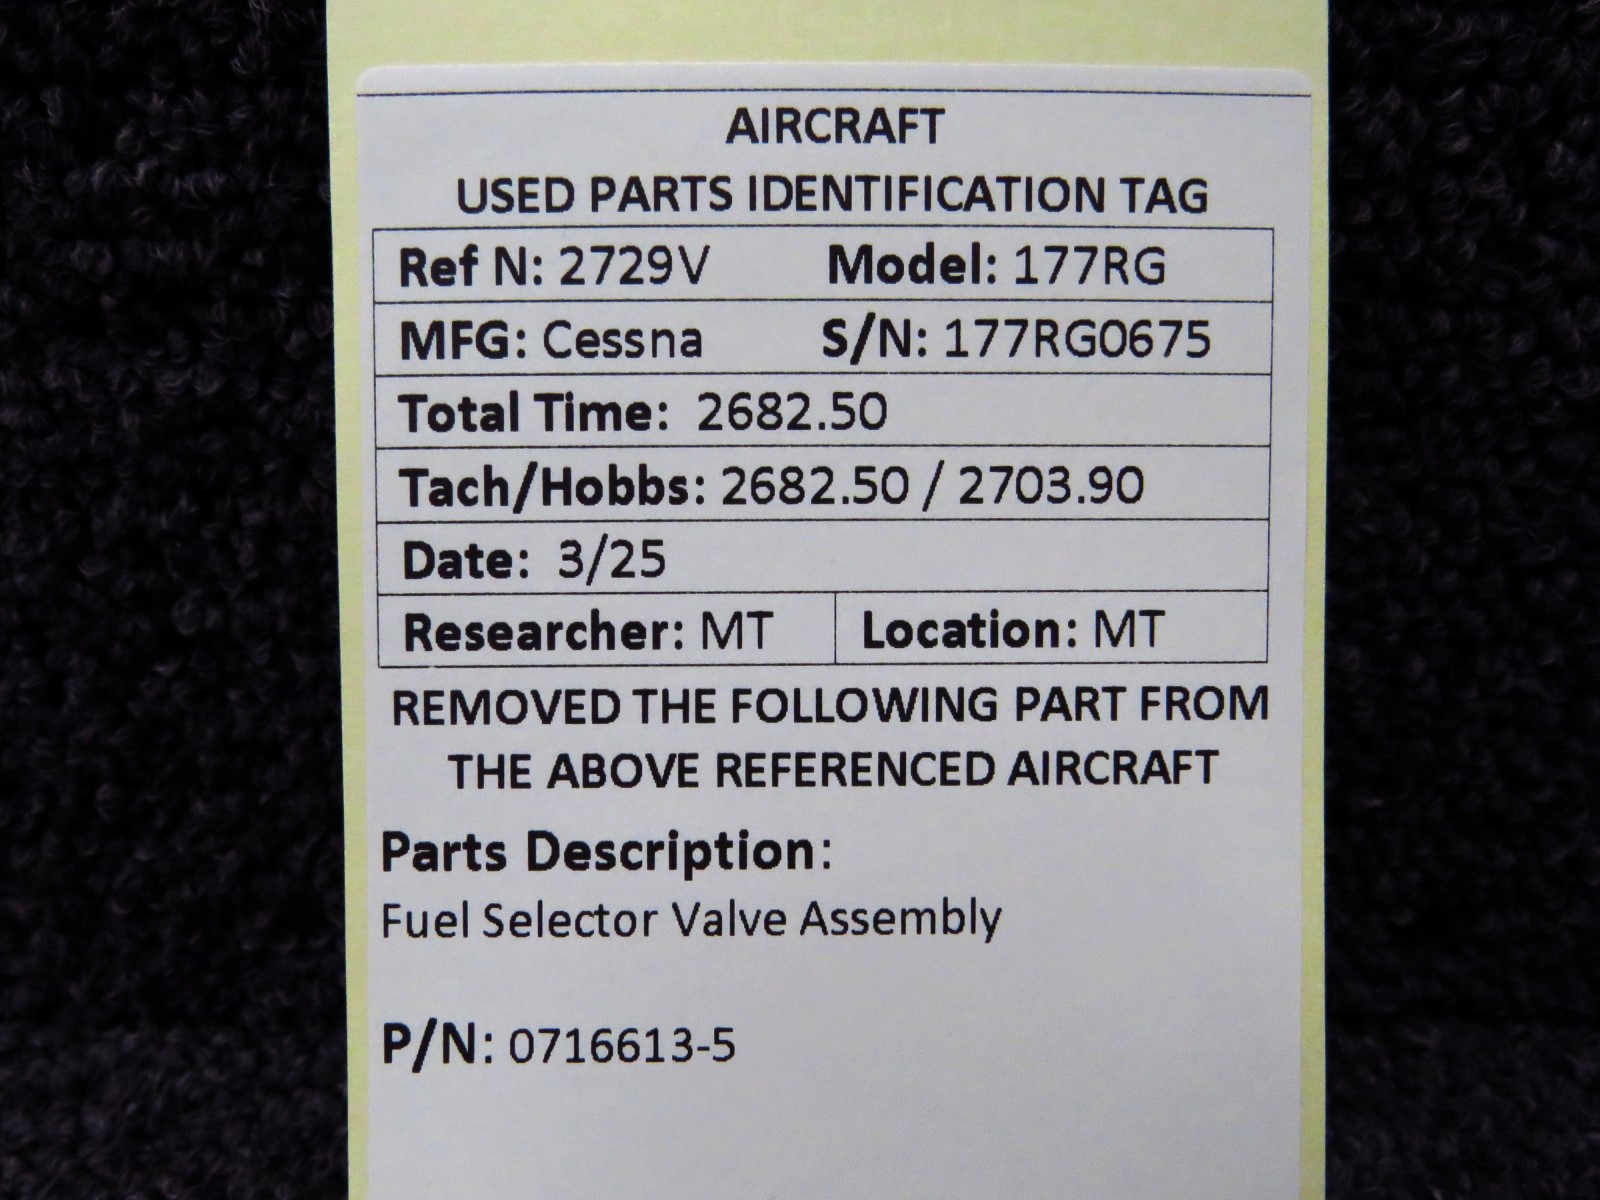 AIRCRAFT
USED PARTS IDENTIFICATION TAG
Ref N: 2729V Model: 177RG
MFG: Cessna S/N: 177RG0675
Total Time: 2682.50
Tach/Hobbs: 2682.50 / 2703.90
Date: 3/25
Researcher: MT Location: MT
REMOVED THE FOLLOWING PART FROM
THE ABOVE REFERENCED AIRCRAFT
Parts Description:
Fuel Selector Valve Assembly
P/N: 0716613-5